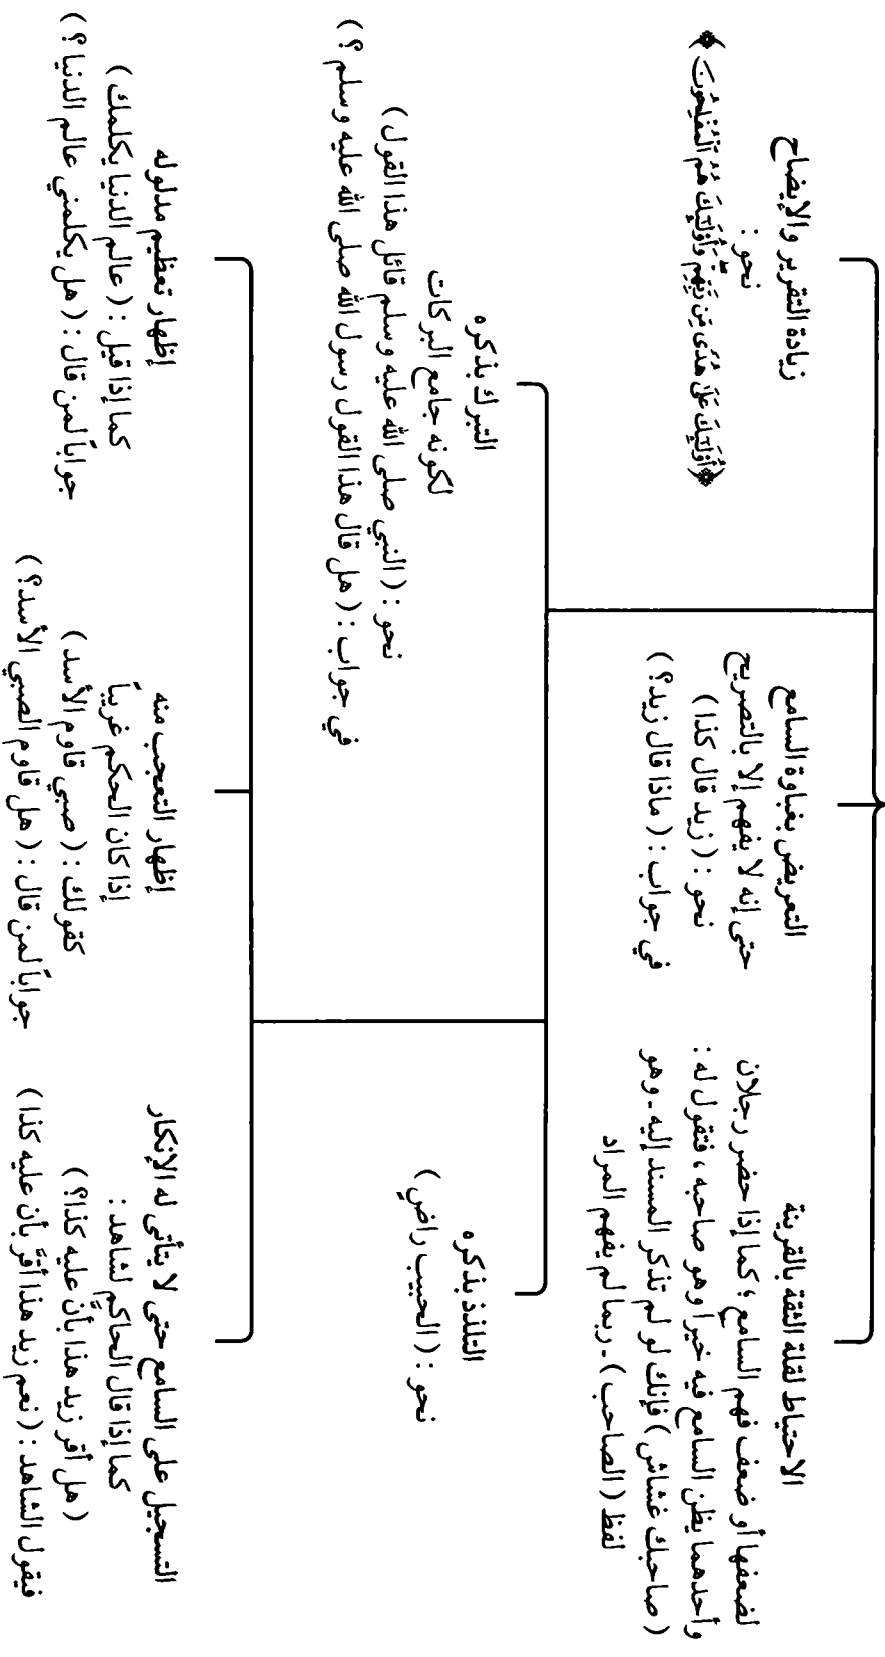 الاحتياط لقلة الثقة بالقرينة
لضعفها أو ضعف فهم السامع ؛ كما إذا حضر رجلان
وأحدهما يظن السامع فيه خيرا وهو صاحبه ، فتقول له :
( صاحبك غشاش ) فإنك لو لم تذكر المسند إليه ـ وهو
لفظ ( الصاحب ) ـ ربما لم يفهم المراد
التعريض بغباوة السامع
حتى إنه لا يفهم إلا بالتصريح
نحو : ( زيد قال كذا )
في جواب : ( ماذا قال زيد؟ )
زيادة التقرير والإيضاح
نحو :
﴿أُوْلَٰٓئِكَ عَلَىٰ هُدًى مِّن رَّبِّهِمْ ۖ وَأُوْلَٰٓئِكَ هُمُ ٱلْمُفْلِحُونَ﴾
التلذذ بذكره
نحو : ( الحبيب راضٍ )
التبرك بذكره
لكونه جامع البركات
نحو : ( النبي صلى الله عليه وسلم قائل هذا القول )
في جواب : ( هل قال هذا القول رسول الله صلى الله عليه وسلم ؟ )
التسجيل على السامع حتى لا يتأتى له الإنكار
كما إذا قال الحاكم لشاهد :
( هل أقر زيد هذا بأنَّ عليه كذا؟ )
فيقول الشاهد : ( نعم زيد هذا أقرَّ بأن عليه كذا )
إظهار التعجب منه
إذا كان الحكم غريباً
كقولك : ( صبي قاوم الأسد )
جواباً لمن قال : ( هل قاوم الصبي الأسد؟ )
إظهار تعظيم مدلوله
كما إذا قيل : ( عالم الدنيا يكلمك )
جواباً لمن قال : ( هل يكلمني عالم الدنيا ؟ )